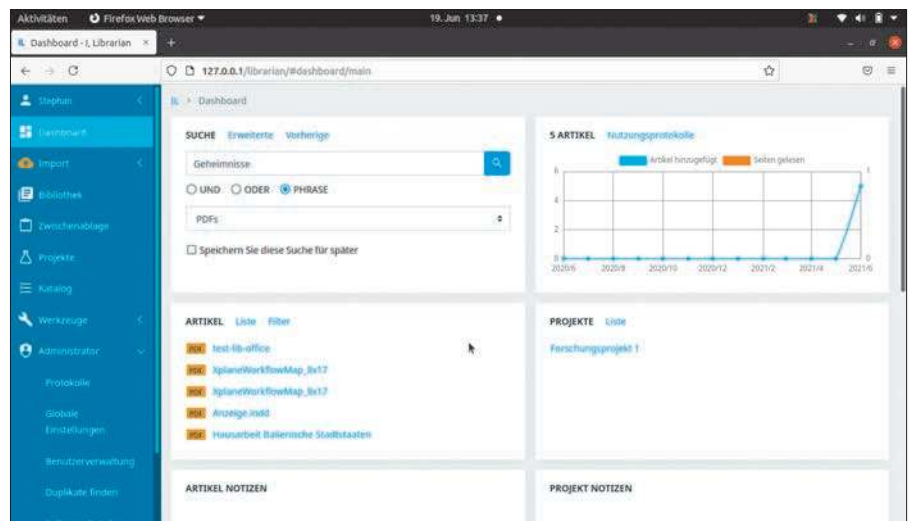 Aktivitäten Firefox Web Browser 19. Jun 13:37
Dashboard - I, Librarian × +
127.0.0.1/librarian/#dashboard/main
Stephan
Dashboard
Import
Bibliothek
Zwischenablage
Projekte
Katalog
Werkzeuge
Administrator
Protokolle
Globale
Einstellungen
Benutzerverwaltung
Duplikate finden
IL > Dashboard
SUCHE Erweiterte Vorherige
Geheimnisse
UND ODER PHRASE
PDFs
Speichern Sie diese Suche für später
5 ARTIKEL Nutzungsprotokolle
Artikel hinzugefügt Seiten gelesen
6 1
4
2
0 0
2020/6 2020/8 2020/10 2020/12 2021/2 2021/4 2021/6
ARTIKEL Liste Filter
PDF test-lib-office
PDF XplaneWorkflowMap_8x17
PDF XplaneWorkflowMap_8x17
PDF Anzeige.indd
PDF Hausarbeit Italienische Stadtstaaten
PROJEKTE Liste
Forschungsprojekt 1
ARTIKEL NOTIZEN
PROJEKT NOTIZEN